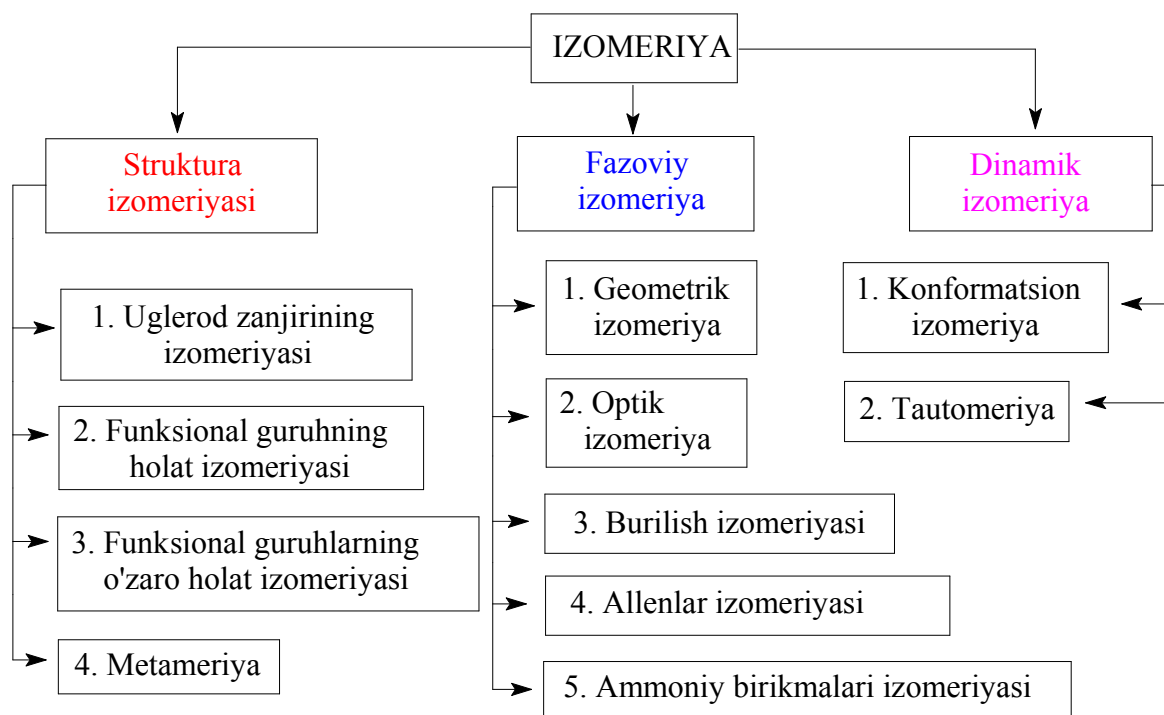 IZOMERIYA
Struktura
izomeriyasi
1. Uglerod zanjirining
izomeriyasi
2. Funksional guruhning
holat izomeriyasi
3. Funksional guruhlarning
o'zaro holat izomeriyasi
4. Metameriya
Fazoviy
izomeriya
1. Geometrik
izomeriya
2. Optik
izomeriya
3. Burilish izomeriyasi
4. Allenlar izomeriyasi
5. Ammoniy birikmalari izomeriyasi
Dinamik
izomeriya
1. Konformatsion
izomeriya
2. Tautomeriya